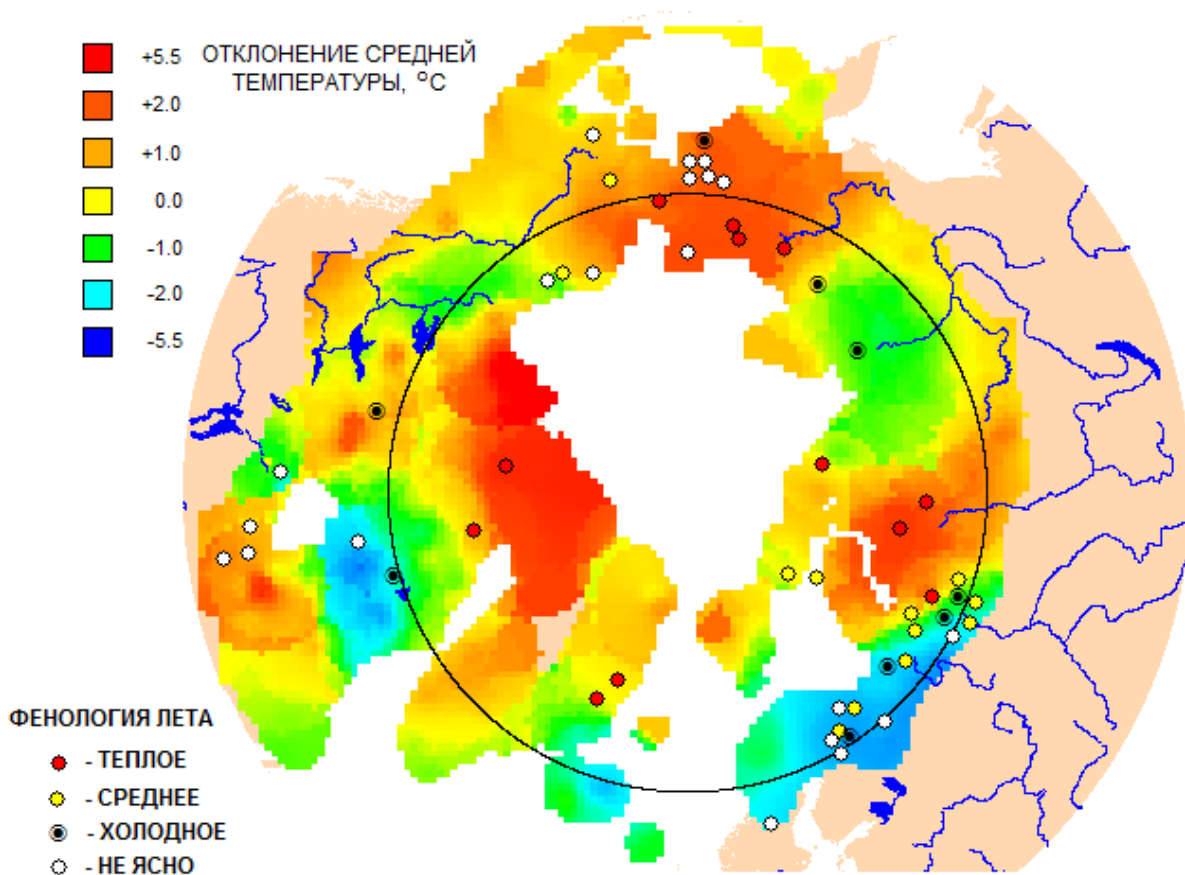 +5.5
ОТКЛОНЕНИЕ СРЕДНЕЙ
ТЕМПЕРАТУРЫ, °C
+2.0
+1.0
0.0
-1.0
-2.0
-5.5
ФЕНОЛОГИЯ ЛЕТА
- ТЕПЛОЕ
- СРЕДНЕЕ
- ХОЛОДНОЕ
- НЕ ЯСНО